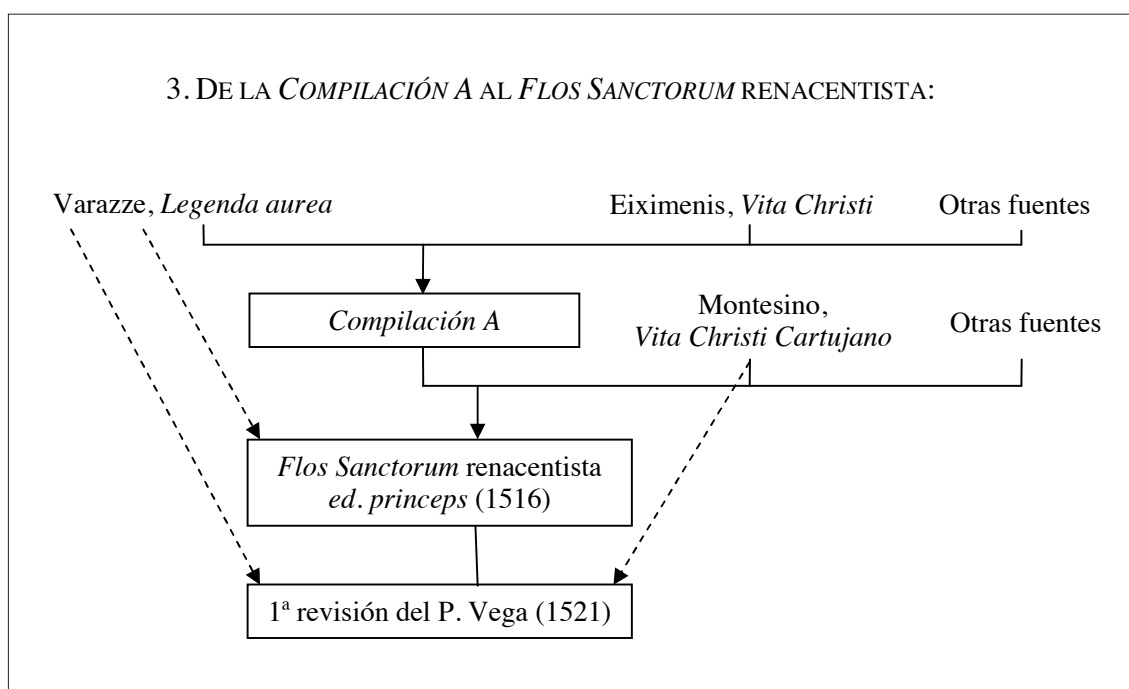 3. DE LA COMPILACIÓN A AL FLOS SANCTORUM RENACENTISTA:
Varazze, Legenda aurea
Eiximenis, Vita Christi
Otras fuentes
Compilación A
Montesino,
Vita Christi Cartujano
Otras fuentes
Flos Sanctorum renacentista
ed. princeps (1516)
1ª revisión del P. Vega (1521)